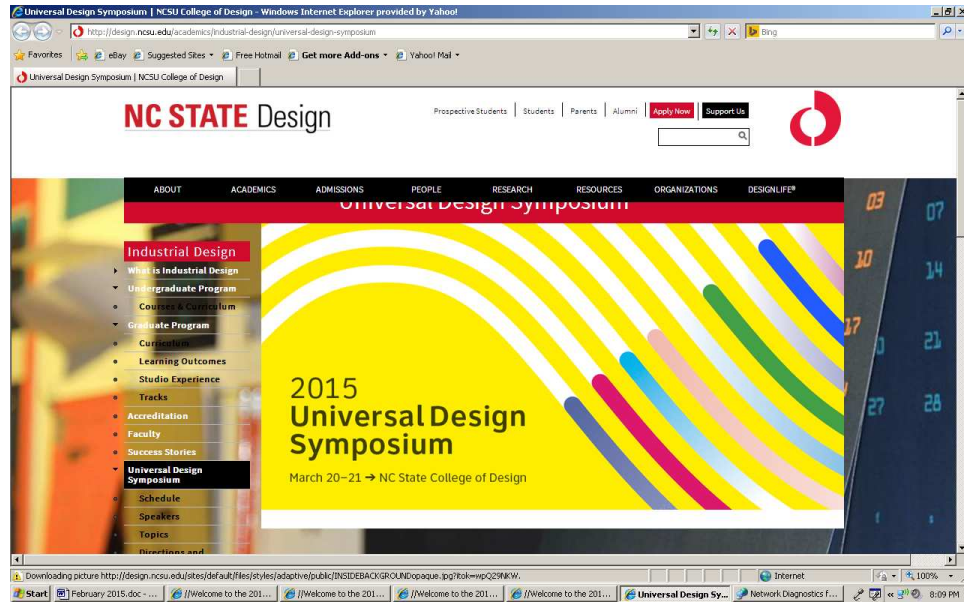 Universal Design Symposium | NCSU College of Design - Windows Internet Explorer provided by Yahoo!
http://design.ncsu.edu/academics/industrial-design/universal-design-symposium
Bing
Favorites eBay Suggested Sites Free Hotmail Get more Add-ons Yahoo! Mail
Universal Design Symposium | NCSU College of Design
NC STATE Design
Prospective Students Students Parents Alumni Apply Now Support Us
ABOUT ACADEMICS ADMISSIONS PEOPLE RESEARCH RESOURCES ORGANIZATIONS DESIGNLIFE®
Universal Design Symposium
Industrial Design
What is Industrial Design
Undergraduate Program
Courses & Curriculum
Graduate Program
Curriculum
Learning Outcomes
Studio Experience
Tracks
Accreditation
Faculty
Success Stories
Universal Design
Symposium
Schedule
Speakers
Topics
Directions and
2015
Universal Design
Symposium
March 20–21 → NC State College of Design
03
07
10
14
17
21
27
28
Downloading picture http://design.ncsu.edu/sites/default/files/styles/adaptive/public/INSIDEBACKGROUNDopaque.jpg?itok=wpQ29NKW.
Internet
100%
Start
February 2015.doc - ...
//Welcome to the 201...
//Welcome to the 201...
//Welcome to the 201...
//Welcome to the 201...
Universal Design Sy...
Network Diagnostics f...
8:09 PM